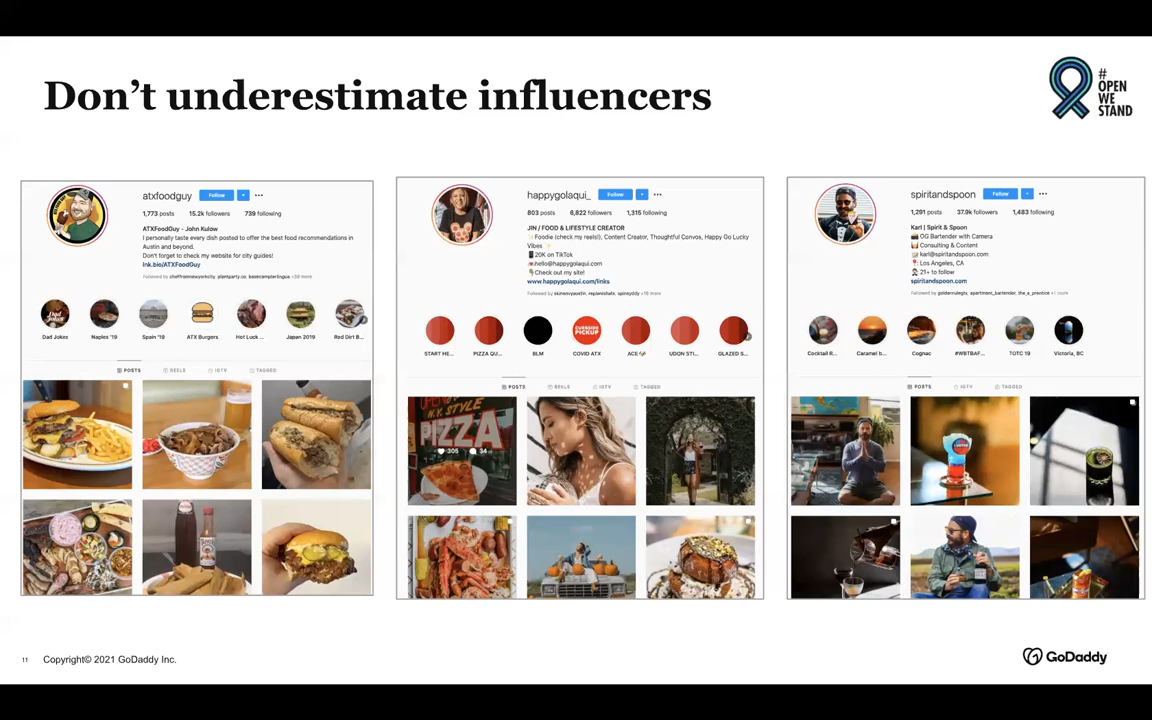 Don't underestimate influencers
#
OPEN
WE
STAND
atxfoodguy Follow
1,773 posts 15.2k followers 739 following
ATXFoodGuy - John Kulow
I personally taste every dish posted to offer the best food recommendations in
Austin and beyond.
Don't forget to check my website for city guides!
lnk.bio/ATXFoodGuy
Dad Jokes Naples '19 Spain '19 ATX Burgers Hot Luck ... Japan 2019 Red Dirt B...
POSTS REELS IGTV TAGGED
happygolaqui_ Follow
803 posts 6,822 followers 1,315 following
JIN / FOOD & LIFESTYLE CREATOR
Foodie (check my reels!), Content Creator, Thoughtful Convos, Happy Go Lucky
Vibes
20K on TikTok
hello@happygolaqui.com
Check out my site!
www.happygolaqui.com/links
CURBSIDE
PICKUP
START HE... PIZZA QU... BLM COVID ATX ACE UDON STI... GLAZED S...
POSTS REELS IGTV TAGGED
N.Y. STYLE
PIZZA
305 34
spiritandspoon Follow
1,291 posts 37.9k followers 1,483 following
Karl | Spirit & Spoon
OG Bartender with Camera
Consulting & Content
karl@spiritandspoon.com
Los Angeles, CA
21+ to follow
spiritandspoon.com
Cocktail R... Caramel b... Cognac #WBTBAF... TOTC 19 Victoria, BC
POSTS IGTV TAGGED
11 Copyright© 2021 GoDaddy Inc.
GoDaddy